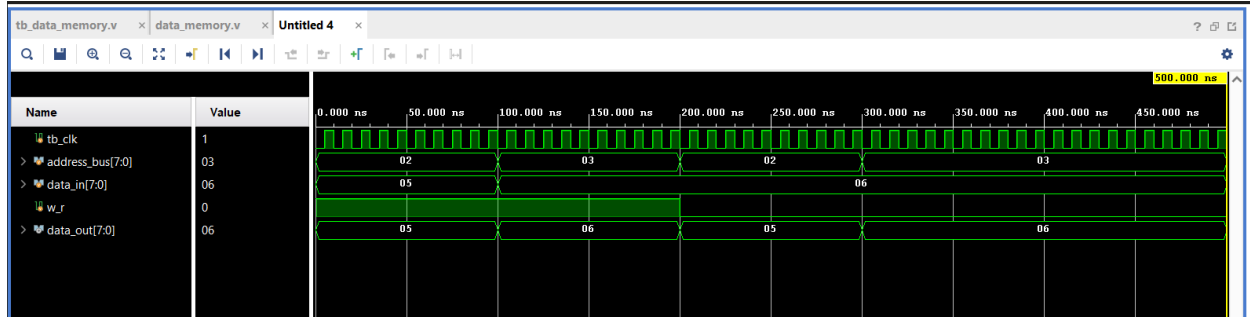 tb_data_memory.v × data_memory.v × Untitled 4 × ?
500.000 ns
Name Value 0.000 ns 50.000 ns 100.000 ns 150.000 ns 200.000 ns 250.000 ns 300.000 ns 350.000 ns 400.000 ns 450.000 ns
tb_clk 1
> address_bus[7:0] 03 02 03 02 03
> data_in[7:0] 06 05 06
w_r 0
> data_out[7:0] 06 05 06 05 06